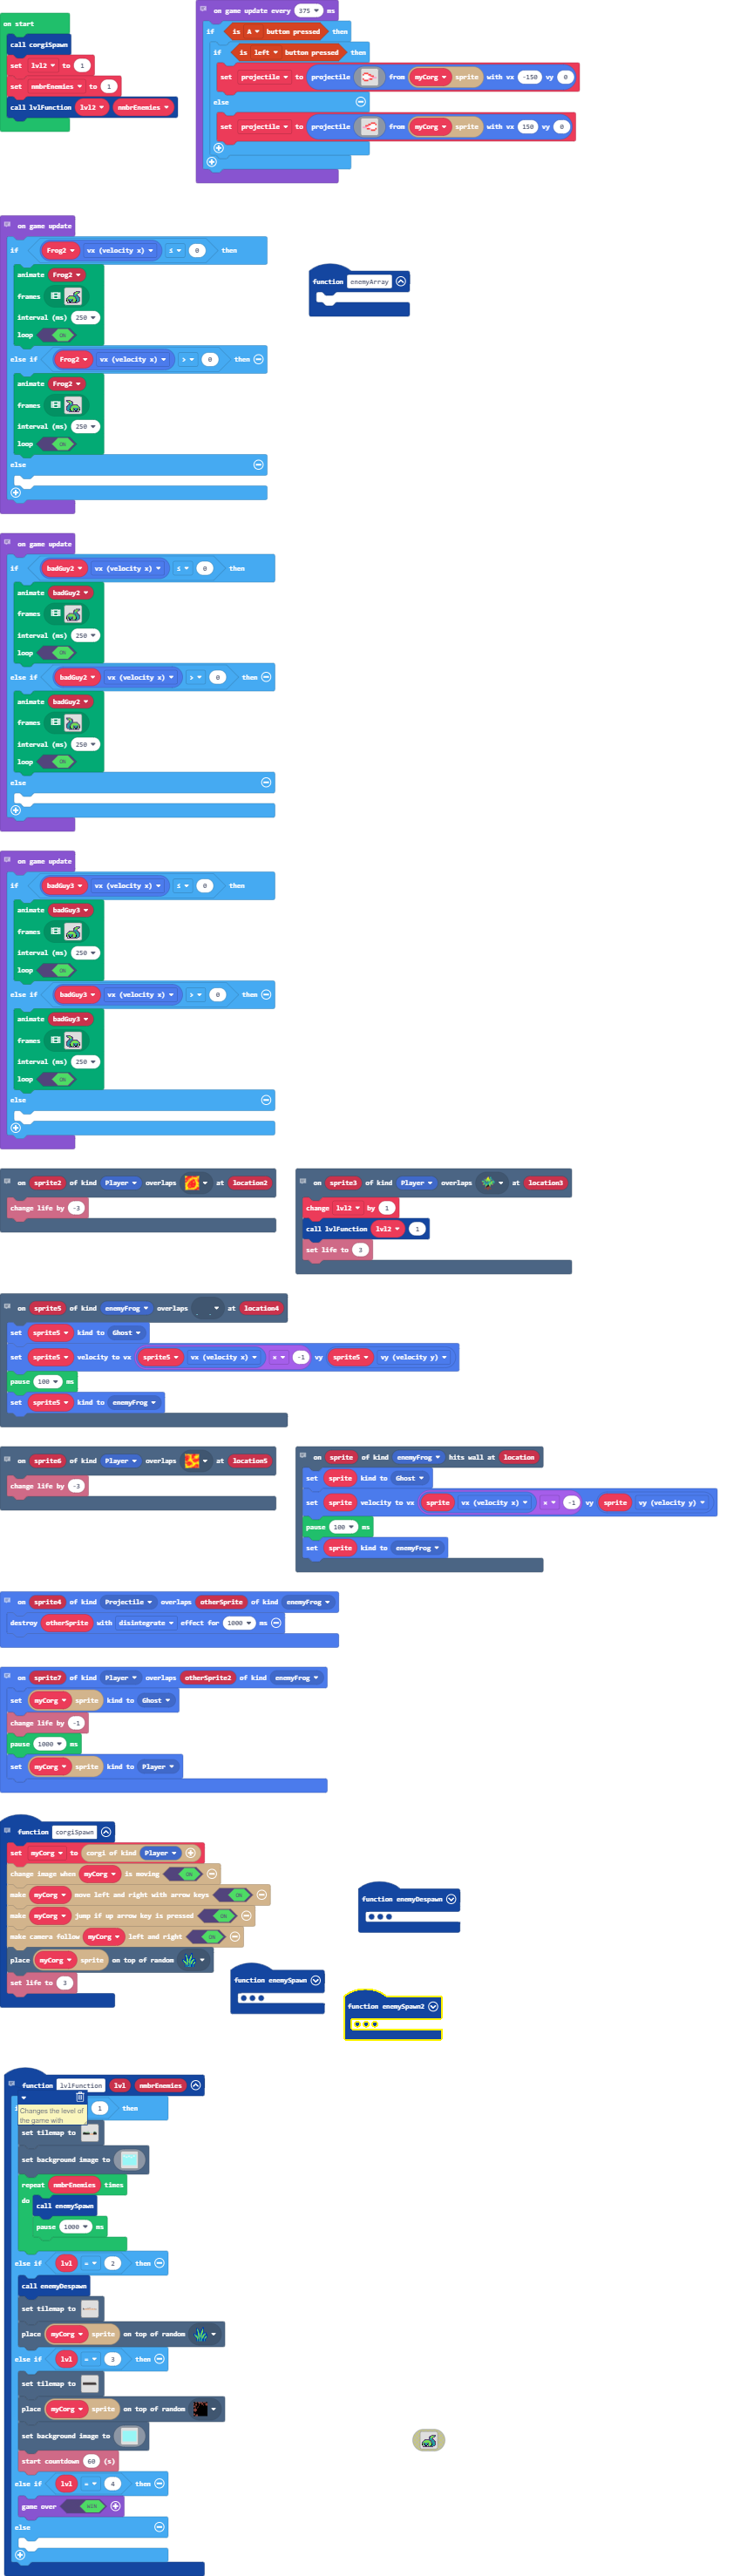 on start
call corgiSpawn
set lvl2 to 1
set nmbrEnemies to 1
call lvlFunction lvl2 nmbrEnemies
on game update every 375 ms
if is A button pressed then
if is left button pressed then
set projectile to projectile from myCorg sprite with vx -150 vy 0
else
set projectile to projectile from myCorg sprite with vx 150 vy 0
on game update
if Frog2 vx (velocity x) ≤ 0 then
animate Frog2
frames
interval (ms) 250
loop ON
else if Frog2 vx (velocity x) > 0 then
animate Frog2
frames
interval (ms) 250
loop ON
else
function enemyArray
on game update
if badGuy2 vx (velocity x) ≤ 0 then
animate badGuy2
frames
interval (ms) 250
loop ON
else if badGuy2 vx (velocity x) > 0 then
animate badGuy2
frames
interval (ms) 250
loop ON
else
on game update
if badGuy3 vx (velocity x) ≤ 0 then
animate badGuy3
frames
interval (ms) 250
loop ON
else if badGuy3 vx (velocity x) > 0 then
animate badGuy3
frames
interval (ms) 250
loop ON
else
on sprite2 of kind Player overlaps at location2
change life by -3
on sprite3 of kind Player overlaps at location3
change lvl2 by 1
call lvlFunction lvl2 1
set life to 3
on sprite5 of kind enemyFrog overlaps at location4
set sprite5 kind to Ghost
set sprite5 velocity to vx sprite5 vx (velocity x) × -1 vy sprite5 vy (velocity y)
pause 100 ms
set sprite5 kind to enemyFrog
on sprite6 of kind Player overlaps at location5
change life by -3
on sprite of kind enemyFrog hits wall at location
set sprite kind to Ghost
set sprite velocity to vx sprite vx (velocity x) × -1 vy sprite vy (velocity y)
pause 100 ms
set sprite kind to enemyFrog
on sprite4 of kind Projectile overlaps otherSprite of kind enemyFrog
destroy otherSprite with disintegrate effect for 1000 ms
on sprite7 of kind Player overlaps otherSprite2 of kind enemyFrog
set myCorg sprite kind to Ghost
change life by -1
pause 1000 ms
set myCorg sprite kind to Player
function corgiSpawn
set myCorg to corgi of kind Player
change image when myCorg is moving ON
make myCorg move left and right with arrow keys ON
make myCorg jump if up arrow key is pressed ON
make camera follow myCorg left and right ON
place myCorg sprite on top of random
set life to 3
function enemyDespawn
function enemySpawn
function enemySpawn2
function lvlFunction lvl nmbrEnemies
1 then
Changes the level of
the game with
set tilemap to
set background image to
repeat nmbrEnemies times
do call enemySpawn
pause 1000 ms
else if lvl = 2 then
call enemyDespawn
set tilemap to
place myCorg sprite on top of random
else if lvl = 3 then
set tilemap to
place myCorg sprite on top of random
set background image to
start countdown 60 (s)
else if lvl = 4 then
game over WIN
else